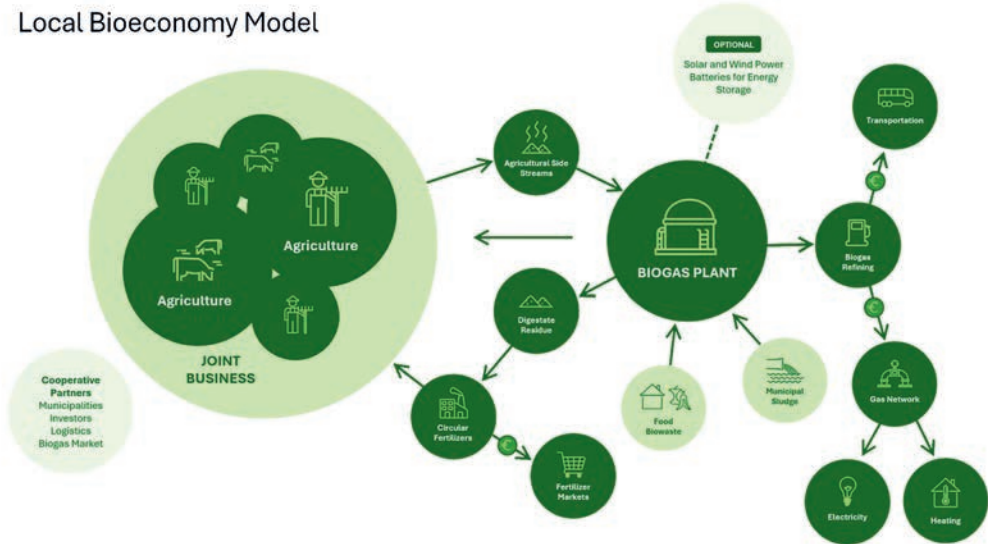 Local Bioeconomy Model
OPTIONAL
Solar and Wind Power
Batteries for Energy
Storage
Transportation
Agricultural Side
Streams
Agriculture
Agriculture
BIOGAS PLANT
€
Biogas
Refining
Digestate
Residue
€
JOINT
BUSINESS
Cooperative
Partners
Municipalities
Investors
Logistics
Biogas Market
Circular
Fertilizers
€
Fertilizer
Markets
Food
Biowaste
Municipal
Sludge
Gas Network
Electricity
Heating